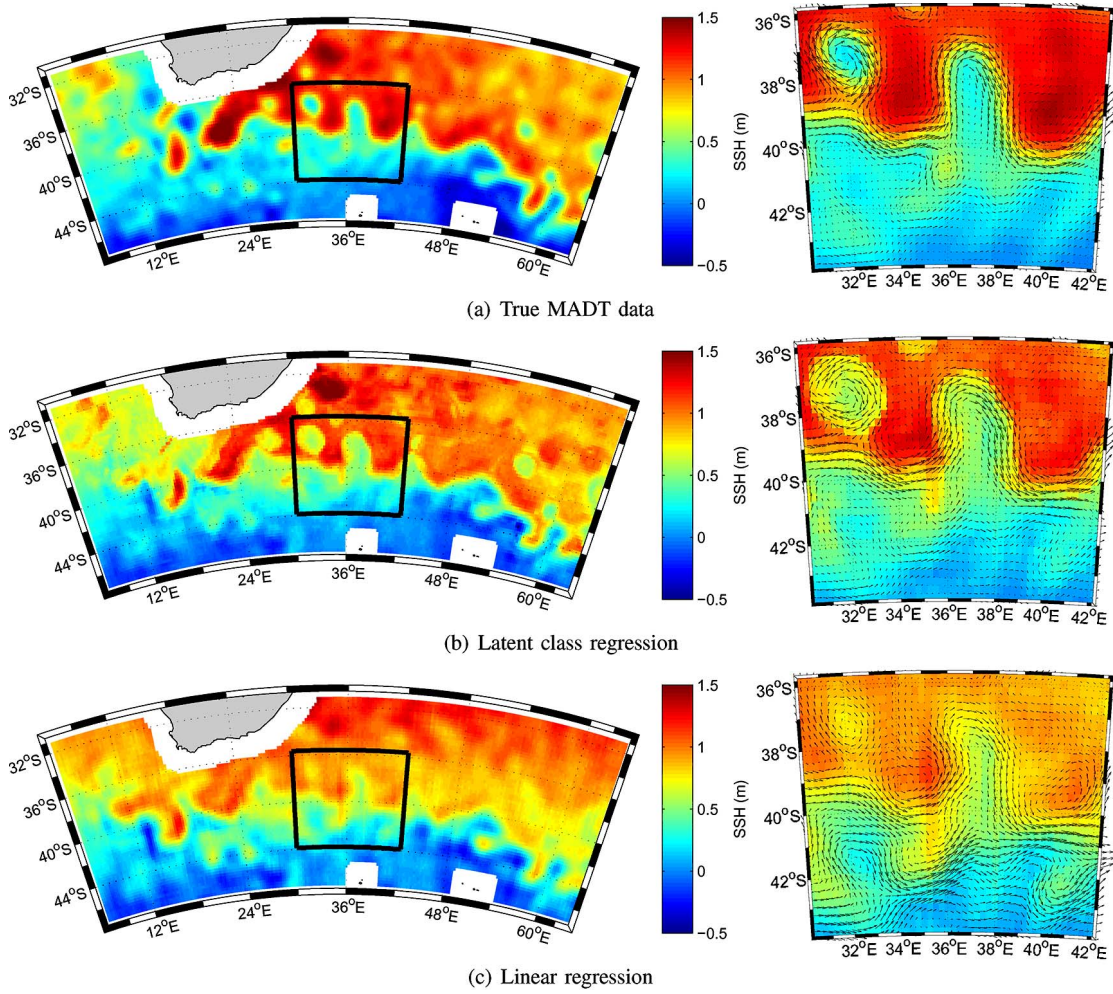 1.5
1
0.5
0
−0.5
SSH (m)
32°S
36°S
40°S
44°S
12°E
24°E
36°E
48°E
60°E
36°S
38°S
40°S
42°S
32°E 34°E 36°E 38°E 40°E 42°E
(a) True MADT data
1.5
1
0.5
0
−0.5
SSH (m)
32°S
36°S
40°S
44°S
12°E
24°E
36°E
48°E
60°E
36°S
38°S
40°S
42°S
32°E 34°E 36°E 38°E 40°E 42°E
(b) Latent class regression
1.5
1
0.5
0
−0.5
SSH (m)
32°S
36°S
40°S
44°S
12°E
24°E
36°E
48°E
60°E
36°S
38°S
40°S
42°S
32°E 34°E 36°E 38°E 40°E 42°E
(c) Linear regression